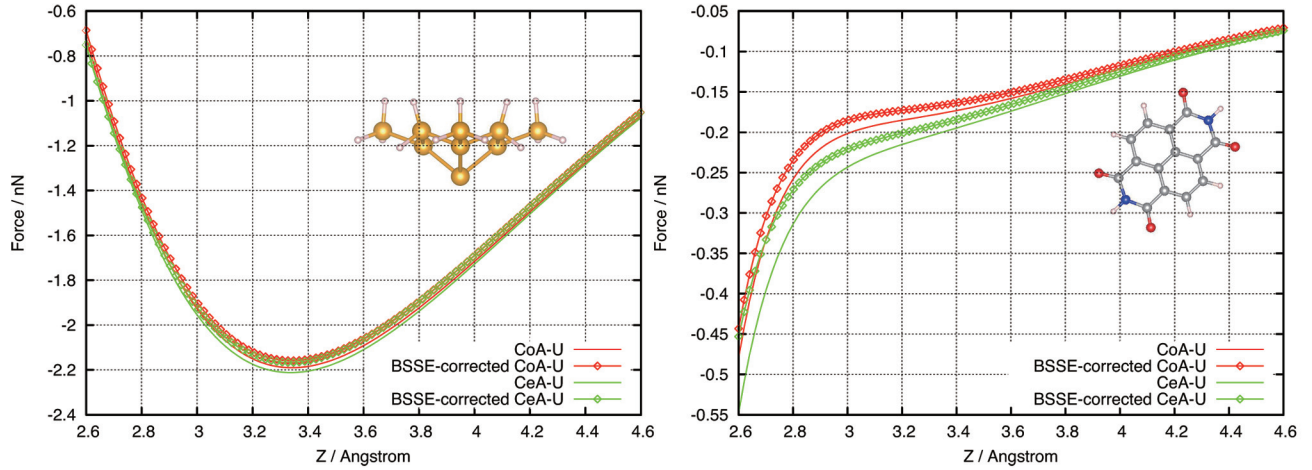 -0.6
-0.8
-1
-1.2
-1.4
-1.6
-1.8
-2
-2.2
-2.4
Force / nN
2.6 2.8 3 3.2 3.4 3.6 3.8 4 4.2 4.4 4.6
Z / Angstrom
CoA-U
BSSE-corrected CoA-U
CeA-U
BSSE-corrected CeA-U
-0.05
-0.1
-0.15
-0.2
-0.25
-0.3
-0.35
-0.4
-0.45
-0.5
-0.55
Force / nN
2.6 2.8 3 3.2 3.4 3.6 3.8 4 4.2 4.4 4.6
Z / Angstrom
CoA-U
BSSE-corrected CoA-U
CeA-U
BSSE-corrected CeA-U